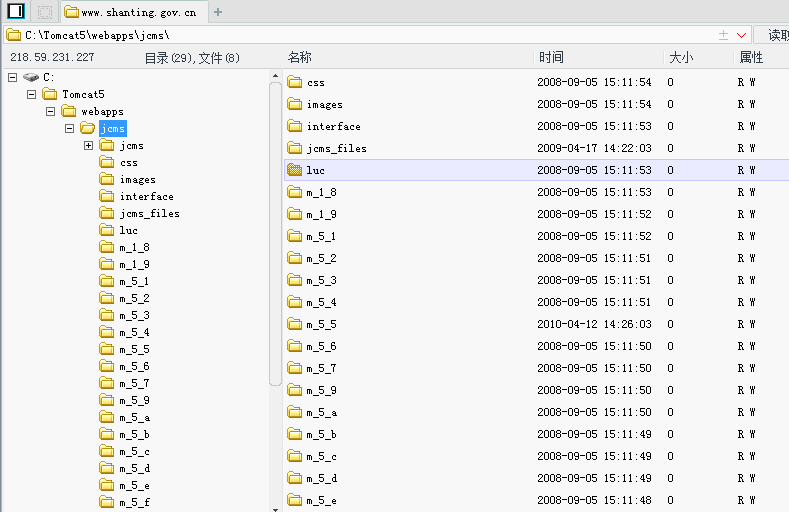 www.shanting.gov.cn
C:\Tomcat5\webapps\jcms\ 读取
218.59.231.227 目录(29),文件(8) 名称 时间 大小 属性
C:
Tomcat5
webapps
jcms
jcms
css
images
interface
jcms_files
luc
m_1_8
m_1_9
m_5_1
m_5_2
m_5_3
m_5_4
m_5_5
m_5_6
m_5_7
m_5_9
m_5_a
m_5_b
m_5_c
m_5_d
m_5_e
m_5_f
css 2008-09-05 15:11:54 0 R W
images 2008-09-05 15:11:54 0 R W
interface 2008-09-05 15:11:53 0 R W
jcms_files 2009-04-17 14:22:03 0 R W
luc 2008-09-05 15:11:53 0 R W
m_1_8 2008-09-05 15:11:53 0 R W
m_1_9 2008-09-05 15:11:52 0 R W
m_5_1 2008-09-05 15:11:52 0 R W
m_5_2 2008-09-05 15:11:51 0 R W
m_5_3 2008-09-05 15:11:51 0 R W
m_5_4 2008-09-05 15:11:51 0 R W
m_5_5 2010-04-12 14:26:03 0 R W
m_5_6 2008-09-05 15:11:50 0 R W
m_5_7 2008-09-05 15:11:50 0 R W
m_5_9 2008-09-05 15:11:50 0 R W
m_5_a 2008-09-05 15:11:50 0 R W
m_5_b 2008-09-05 15:11:49 0 R W
m_5_c 2008-09-05 15:11:49 0 R W
m_5_d 2008-09-05 15:11:49 0 R W
m_5_e 2008-09-05 15:11:48 0 R W